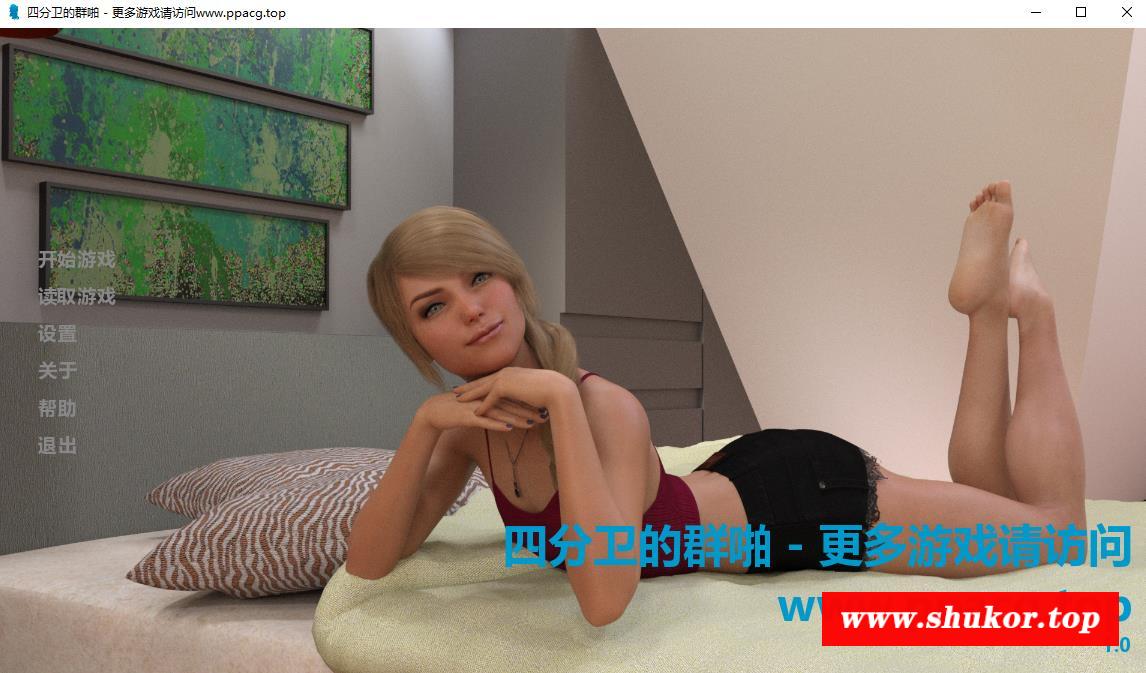 四分卫的群啪 - 更多游戏请访问www.ppacg.top
开始游戏
读取游戏
设置
关于
帮助
退出
四分卫的群啪 - 更多游戏请访问
www.shukor.top
1.0